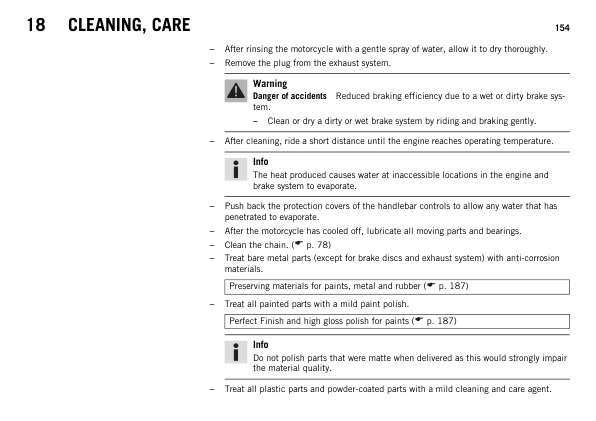 18 CLEANING, CARE 154
– After rinsing the motorcycle with a gentle spray of water, allow it to dry thoroughly.
– Remove the plug from the exhaust system.
Warning
Danger of accidents Reduced braking efficiency due to a wet or dirty brake sys-
tem.
– Clean or dry a dirty or wet brake system by riding and braking gently.
– After cleaning, ride a short distance until the engine reaches operating temperature.
Info
The heat produced causes water at inaccessible locations in the engine and
brake system to evaporate.
– Push back the protection covers of the handlebar controls to allow any water that has
penetrated to evaporate.
– After the motorcycle has cooled off, lubricate all moving parts and bearings.
– Clean the chain. (☛ p. 78)
– Treat bare metal parts (except for brake discs and exhaust system) with anti-corrosion
materials.
Preserving materials for paints, metal and rubber (☛ p. 187)
– Treat all painted parts with a mild paint polish.
Perfect Finish and high gloss polish for paints (☛ p. 187)
Info
Do not polish parts that were matte when delivered as this would strongly impair
the material quality.
– Treat all plastic parts and powder-coated parts with a mild cleaning and care agent.